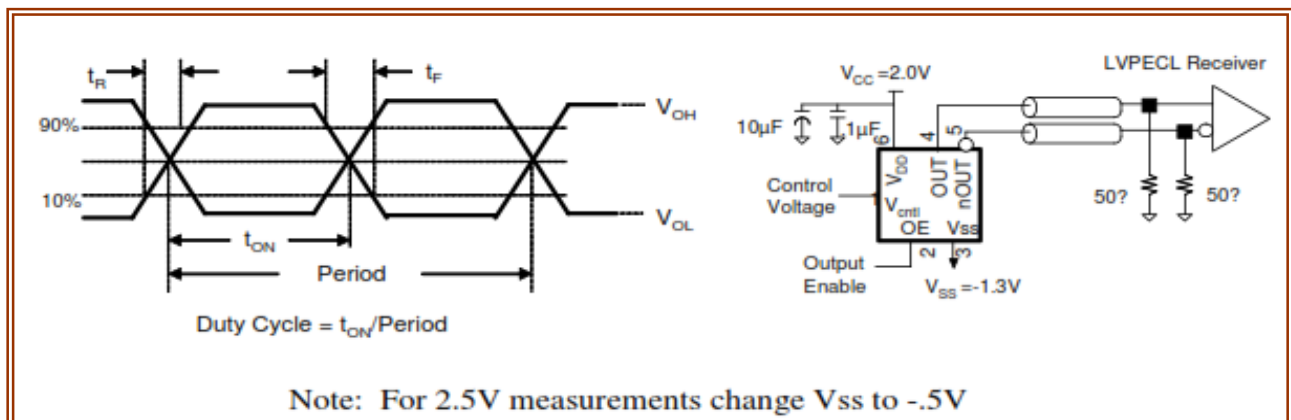 tR
tF
90%
10%
VOH
VOL
tON
Period
Duty Cycle = tON/Period
VCC =2.0V
LVPECL Receiver
10µF
1µF
6
4
5
VDD
OUT
nOUT
Control
Voltage
1
Vcntl
OE
Vss
50?
50?
2
3
Output
Enable
VSS =-1.3V
Note: For 2.5V measurements change Vss to -.5V